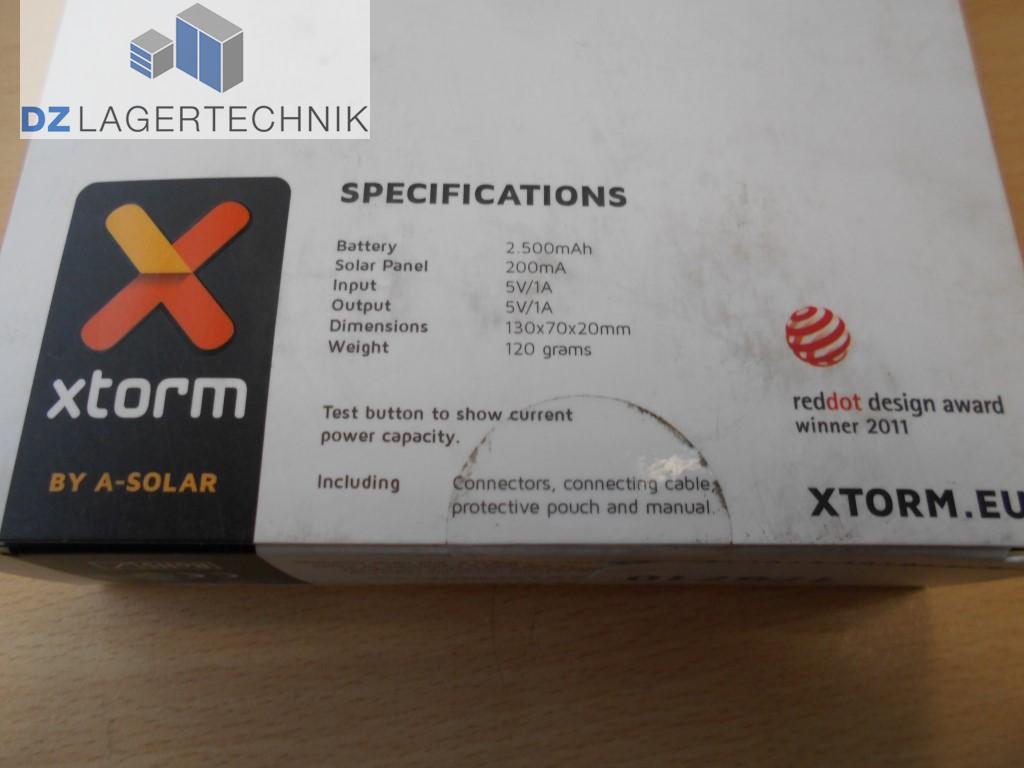 DZ LAGERTECHNIK
SPECIFICATIONS
Battery 2.500mAh
Solar Panel 200mA
Input 5V/1A
Output 5V/1A
Dimensions 130x70x20mm
Weight 120 grams
xtorm
BY A-SOLAR
Test button to show current
power capacity.
Including Connectors, connecting cable,
protective pouch and manual.
reddot design award
winner 2011
XTORM.EU